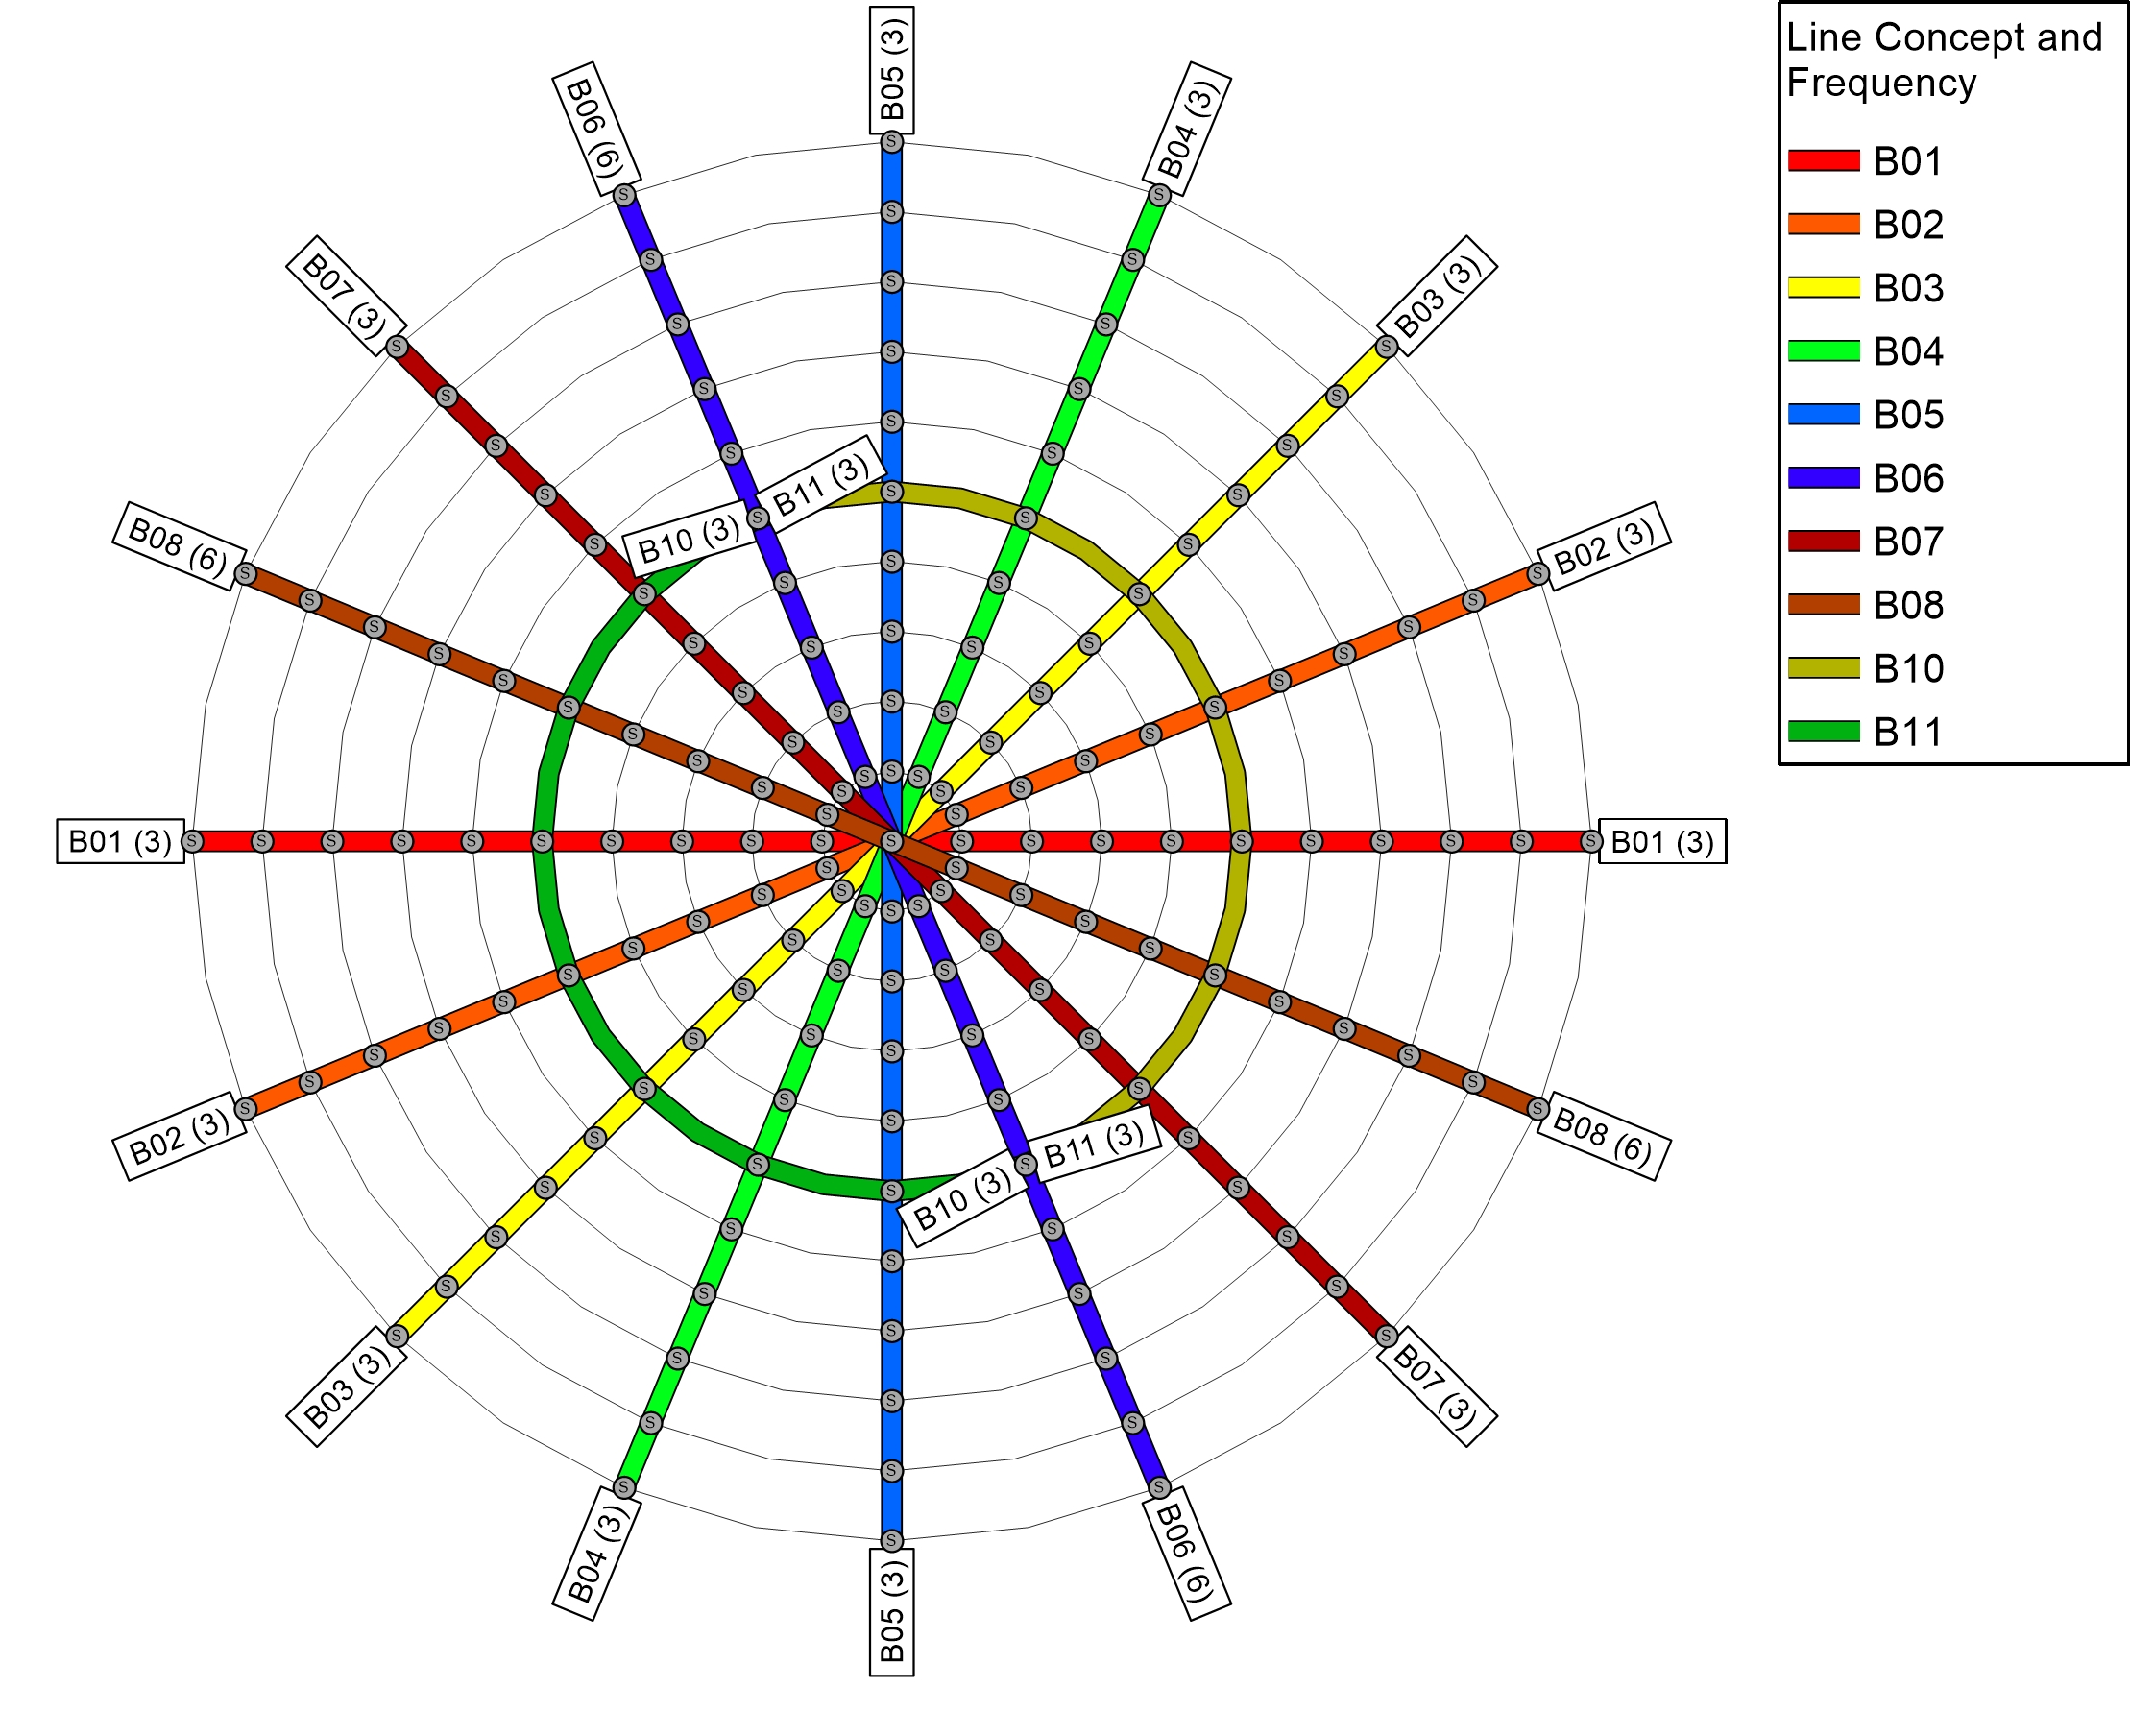 Line Concept and
Frequency
B01
B02
B03
B04
B05
B06
B07
B08
B10
B11
B05 (3)
B06 (6)
B04 (3)
B07 (3)
B03 (3)
B11 (3)
B10 (3)
B08 (6)
B02 (3)
B01 (3)
B01 (3)
B02 (3)
B11 (3)
B10 (3)
B08 (6)
B03 (3)
B07 (3)
B04 (3)
B06 (6)
B05 (3)